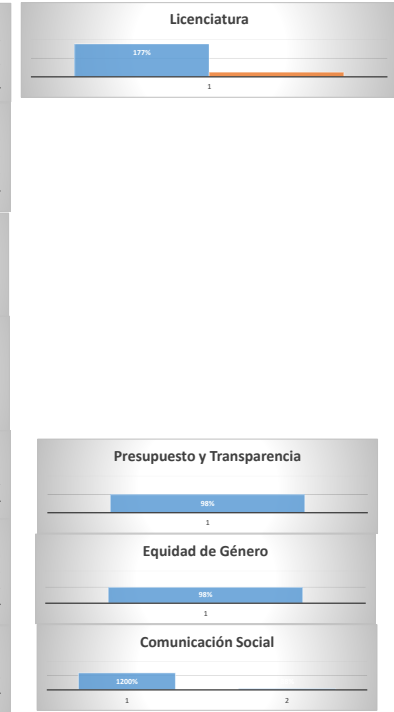 Licenciatura
177%
1
Presupuesto y Transparencia
98%
1
Equidad de Género
98%
1
Comunicación Social
1200%
1 2